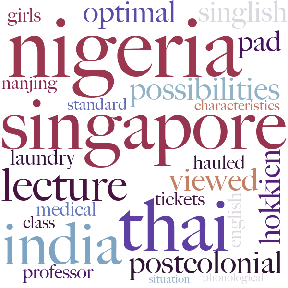 girls
optimal
singlish
nigeria
pad
nanjing
possibilities
standard
characteristics
singapore
laundry
hauled
lecture
viewed
hokkien
medical
tickets
english
class
india
thai
professor
postcolonial
situation
phonological